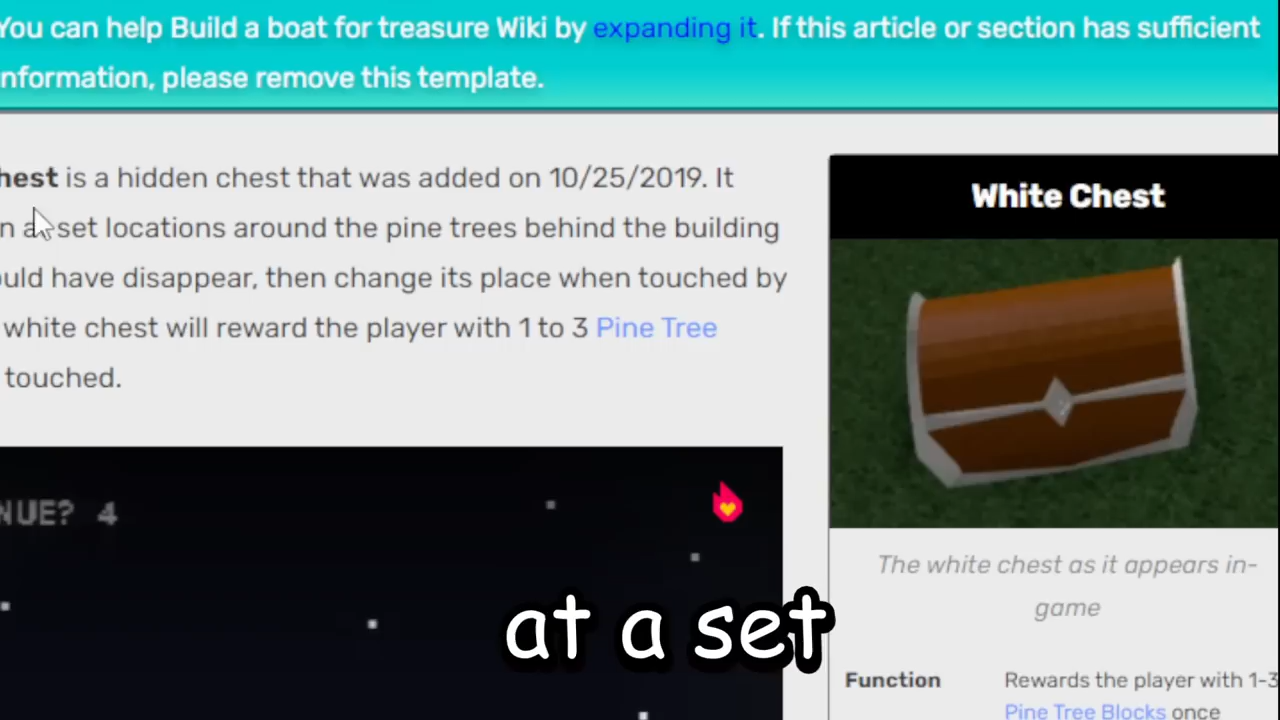 You can help Build a boat for treasure Wiki by expanding it. If this article or section has sufficient
nformation, please remove this template.
hest is a hidden chest that was added on 10/25/2019. It
n a set locations around the pine trees behind the building
ould have disappear, then change its place when touched by
white chest will reward the player with 1 to 3 Pine Tree
touched.
White Chest
The white chest as it appears in-
game
Function
Rewards the player with 1-3
Pine Tree Blocks once
NUE? 4
at a set